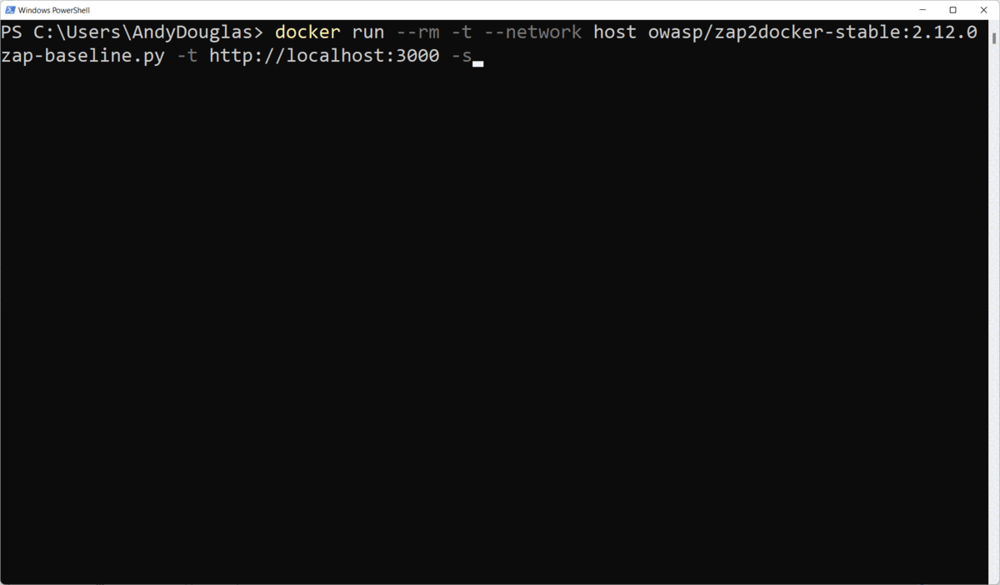 Windows PowerShell
PS C:\Users\AndyDouglas> docker run --rm -t --network host owasp/zap2docker-stable:2.12.0
zap-baseline.py -t http://localhost:3000 -s